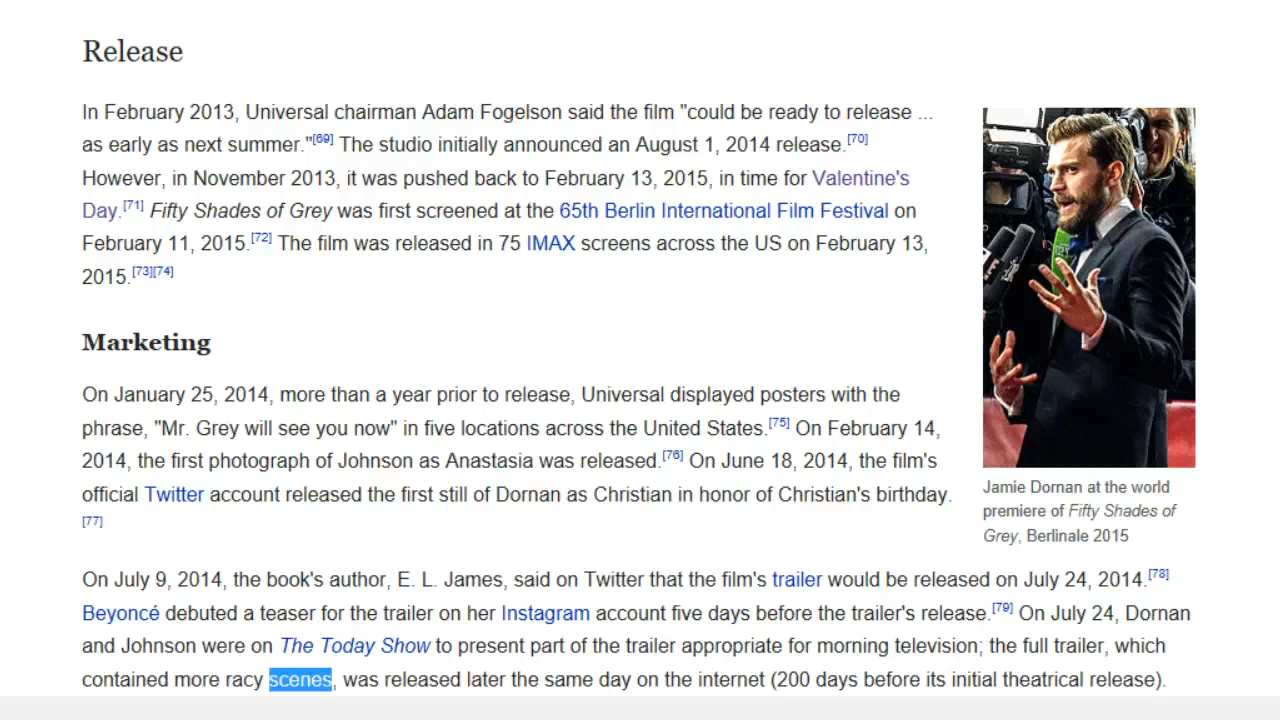 Release
In February 2013, Universal chairman Adam Fogelson said the film "could be ready to release ...
as early as next summer."[69] The studio initially announced an August 1, 2014 release.[70]
However, in November 2013, it was pushed back to February 13, 2015, in time for Valentine's
Day.[71] Fifty Shades of Grey was first screened at the 65th Berlin International Film Festival on
February 11, 2015.[72] The film was released in 75 IMAX screens across the US on February 13,
2015.[73][74]
Jamie Dornan at the world
premiere of Fifty Shades of
Grey, Berlinale 2015
Marketing
On January 25, 2014, more than a year prior to release, Universal displayed posters with the
phrase, "Mr. Grey will see you now" in five locations across the United States.[75] On February 14,
2014, the first photograph of Johnson as Anastasia was released.[76] On June 18, 2014, the film's
official Twitter account released the first still of Dornan as Christian in honor of Christian's birthday.
[77]
On July 9, 2014, the book's author, E. L. James, said on Twitter that the film's trailer would be released on July 24, 2014.[78]
Beyoncé debuted a teaser for the trailer on her Instagram account five days before the trailer's release.[79] On July 24, Dornan
and Johnson were on The Today Show to present part of the trailer appropriate for morning television; the full trailer, which
contained more racy scenes, was released later the same day on the internet (200 days before its initial theatrical release).